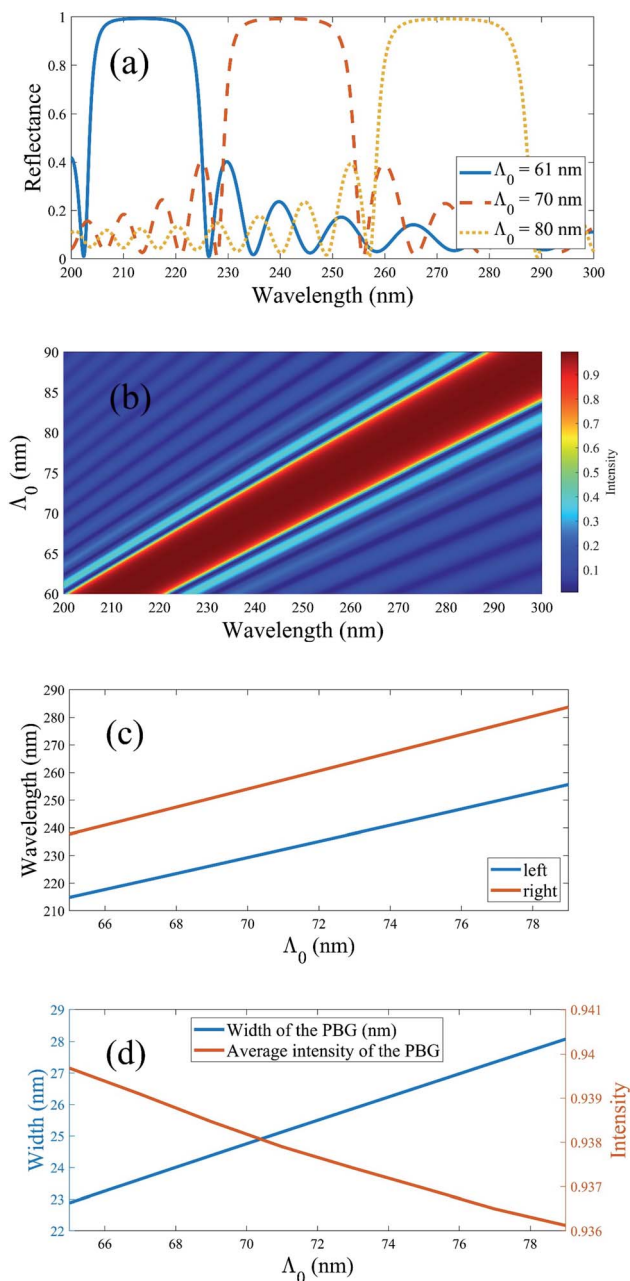 (a)
Reflectance
1
0.8
0.6
0.4
0.2
0
Λ0 = 61 nm
Λ0 = 70 nm
Λ0 = 80 nm
200 210 220 230 240 250 260 270 280 290 300
Wavelength (nm)
(b)
Λ0 (nm)
90
85
80
75
70
65
60
200 210 220 230 240 250 260 270 280 290 300
Wavelength (nm)
0.9
0.8
0.7
0.6
0.5
0.4
0.3
0.2
0.1
Intensity
(c)
Wavelength (nm)
290
280
270
260
250
240
230
220
210
left
right
66 68 70 72 74 76 78
Λ0 (nm)
(d)
Width (nm)
29
28
27
26
25
24
23
22
Width of the PBG (nm)
Average intensity of the PBG
0.941
0.94
0.939
0.938
0.937
0.936
Intensity
66 68 70 72 74 76 78
Λ0 (nm)